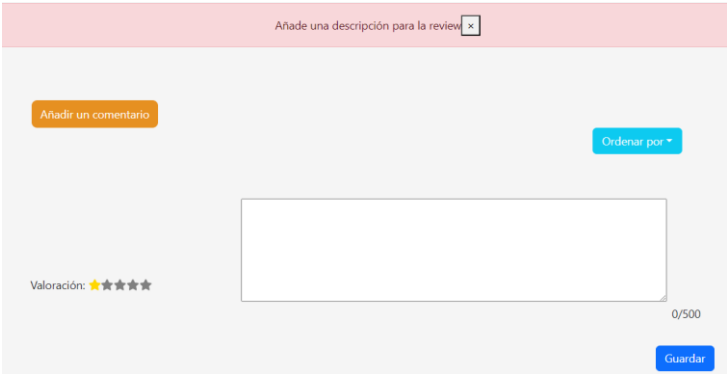 Añade una descripción para la review ×
Añadir un comentario
Ordenar por
Valoración:
0/500
Guardar